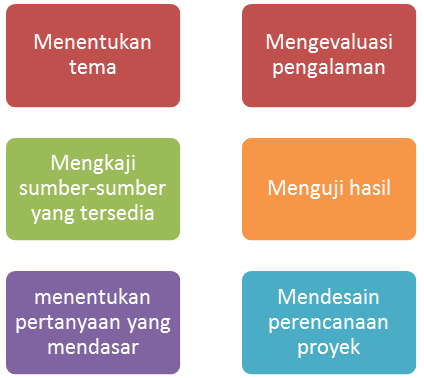 Menentukan
tema
Mengevaluasi
pengalaman
Mengkaji
sumber-sumber
yang tersedia
Menguji hasil
menentukan
pertanyaan yang
mendasar
Mendesain
perencanaan
proyek